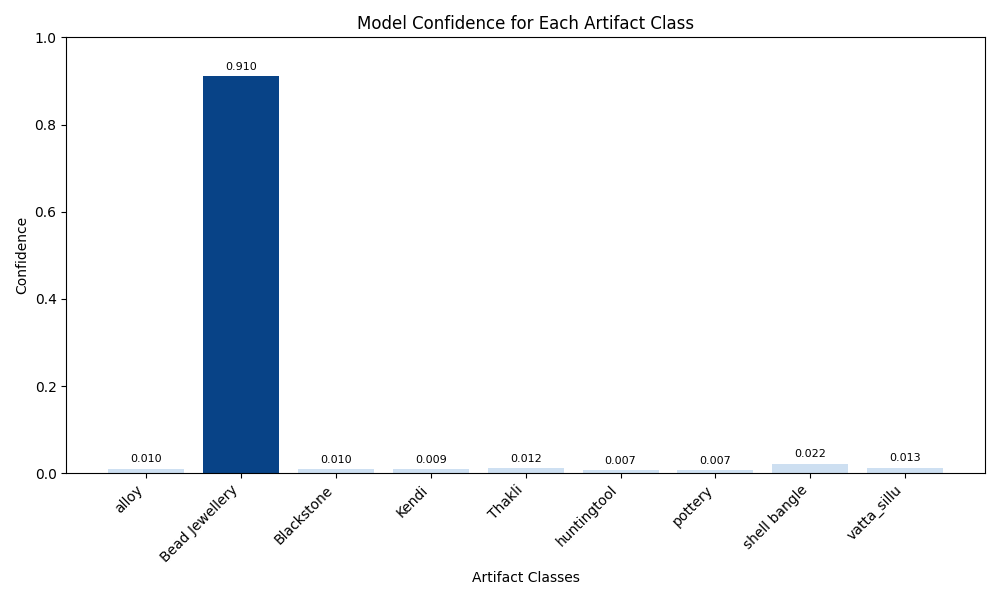 Model Confidence for Each Artifact Class
1.0
0.8
0.6
0.4
0.2
0.0
Confidence
0.010
0.910
0.010
0.009
0.012
0.007
0.007
0.022
0.013
alloy
Bead Jewellery
Blackstone
Kendi
Thakli
huntingtool
pottery
shell bangle
vatta_sillu
Artifact Classes